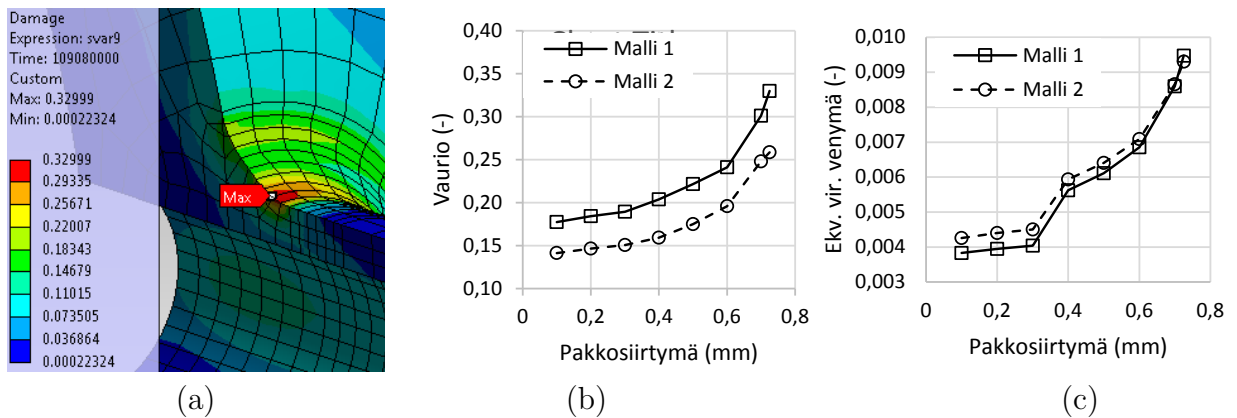 Damage
Expression: svar9
Time: 109080000
Custom
Max: 0.32999
Min: 0.00022324
0.32999
0.29335
0.25671
0.22007
0.18343
0.14679
0.11015
0.073505
0.036864
0.00022324
Max
(a)
Vaurio (-)
0,40
0,35
0,30
0,25
0,20
0,15
0,10
Malli 1
Malli 2
0 0,2 0,4 0,6 0,8
Pakkosiirtymä (mm)
(b)
Ekv. vir. venymä (-)
0,010
0,009
0,008
0,007
0,006
0,005
0,004
0,003
Malli 1
Malli 2
0 0,2 0,4 0,6 0,8
Pakkosiirtymä (mm)
(c)